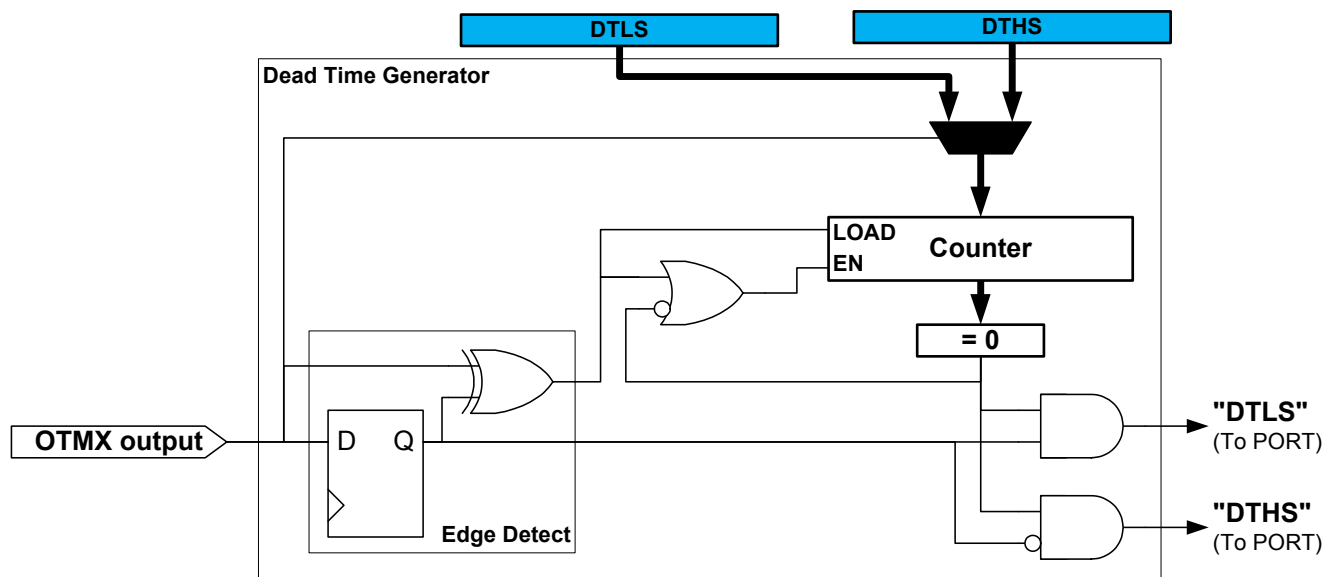 DTLS
DTHS
Dead Time Generator
LOAD
Counter
EN
= 0
OTMX output
D
Q
Edge Detect
"DTLS"
(To PORT)
"DTHS"
(To PORT)